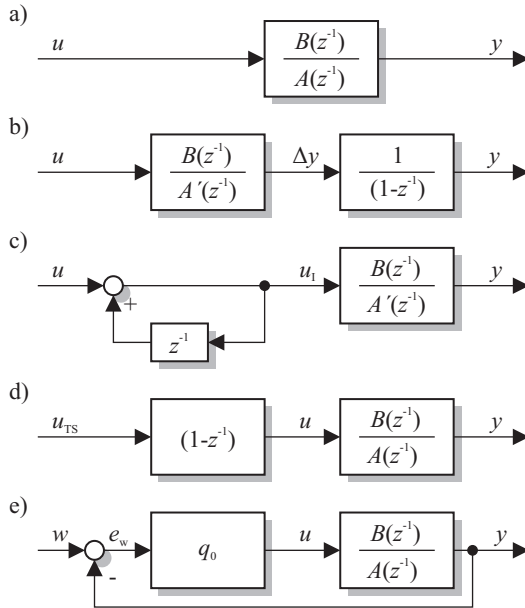 a)
u
B(z⁻¹)
A(z⁻¹)
y
b)
u
B(z⁻¹)
A´(z⁻¹)
Δy
1
(1-z⁻¹)
y
c)
u
+
z⁻¹
u_I
B(z⁻¹)
A´(z⁻¹)
y
d)
u_TS
(1-z⁻¹)
u
B(z⁻¹)
A(z⁻¹)
y
e)
w
-
e_w
q₀
u
B(z⁻¹)
A(z⁻¹)
y